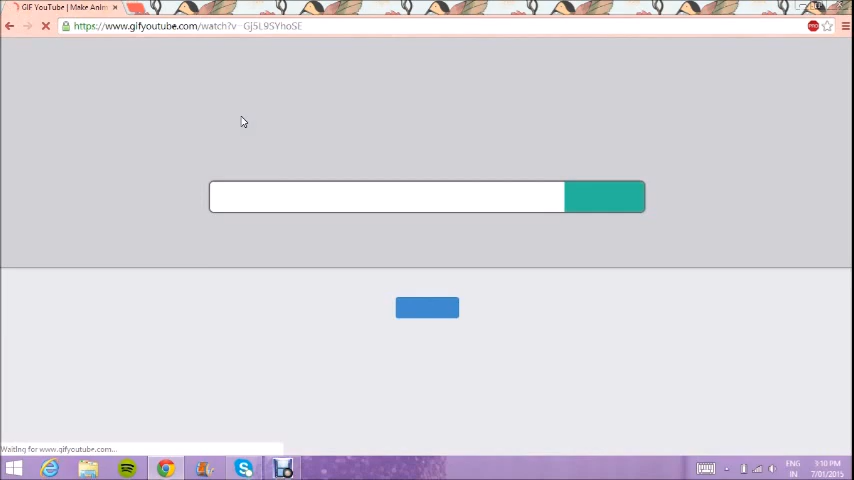 GIF YouTube | Make Anim
https://www.gifyoutube.com/watch?v=Gj5L9SYhoSE
Waiting for www.gifyoutube.com...
ENG
3:10 PM
IN
7/01/2015